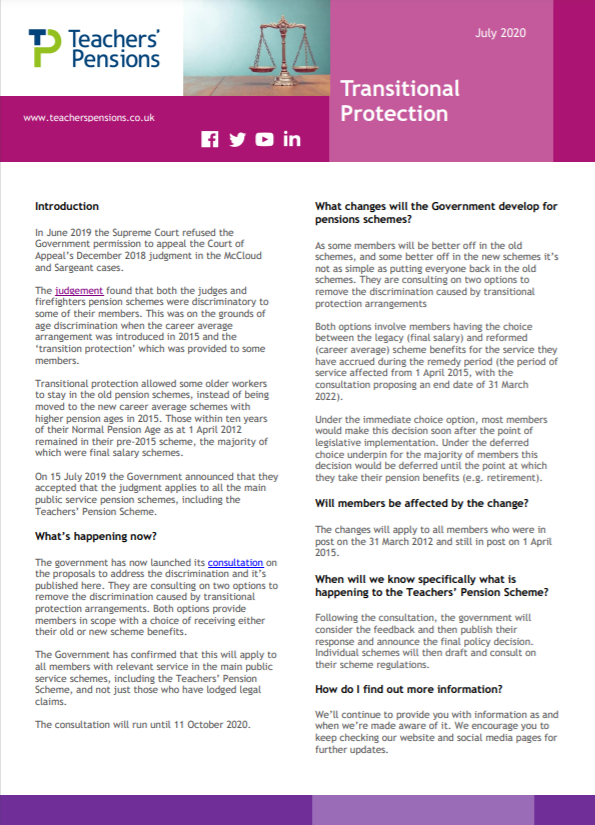 Teachers'
Pensions
July 2020
Transitional
Protection
www.teacherspensions.co.uk
Introduction
In June 2019 the Supreme Court refused the
Government permission to appeal the Court of
Appeal's December 2018 judgment in the McCloud
and Sargeant cases.
The judgement found that both the judges and
firefighters pension schemes were discriminatory to
some of their members. This was on the grounds of
age discrimination when the career average
arrangement was introduced in 2015 and the
'transition protection' which was provided to some
members.
Transitional protection allowed some older workers
to stay in the old pension schemes, instead of being
moved to the new career average schemes with
higher pension ages in 2015. Those within ten years
of their Normal Pension Age as at 1 April 2012
remained in their pre-2015 scheme, the majority of
which were final salary schemes.
On 15 July 2019 the Government announced that they
accepted that the judgment applies to all the main
public service pension schemes, including the
Teachers' Pension Scheme.
What's happening now?
The government has now launched its consultation on
the proposals to address the discrimination and it's
published here. They are consulting on two options to
remove the discrimination caused by transitional
protection arrangements. Both options provide
members in scope with a choice of receiving either
their old or new scheme benefits.
The Government has confirmed that this will apply to
all members with relevant service in the main public
service schemes, including the Teachers' Pension
Scheme, and not just those who have lodged legal
claims.
The consultation will run until 11 October 2020.
What changes will the Government develop for
pensions schemes?
As some members will be better off in the old
schemes, and some better off in the new schemes it's
not as simple as putting everyone back in the old
schemes. They are consulting on two options to
remove the discrimination caused by transitional
protection arrangements
Both options involve members having the choice
between the legacy (final salary) and reformed
(career average) scheme benefits for the service they
have accrued during the remedy period (the period of
service affected from 1 April 2015, with the
consultation proposing an end date of 31 March
2022).
Under the immediate choice option, most members
would make this decision soon after the point of
legislative implementation. Under the deferred
choice underpin for the majority of members this
decision would be deferred until the point at which
they take their pension benefits (e.g. retirement).
Will members be affected by the change?
The changes will apply to all members who were in
post on the 31 March 2012 and still in post on 1 April
2015.
When will we know specifically what is
happening to the Teachers' Pension Scheme?
Following the consultation, the government will
consider the feedback and then publish their
response and announce the final policy decision.
Individual schemes will then draft and consult on
their scheme regulations.
How do I find out more information?
We'll continue to provide you with information as and
when we're made aware of it. We encourage you to
keep checking our website and social media pages for
further updates.